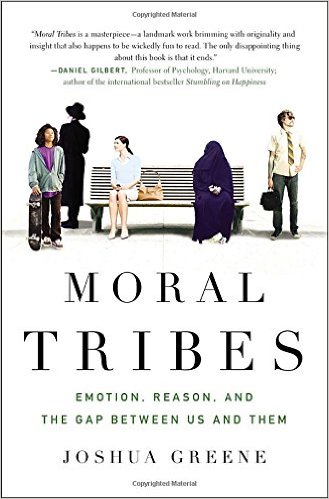 Copyrighted Material
"Moral Tribes is a masterpiece—a landmark work brimming with originality and
insight that also happens to be wickedly fun to read. The only disappointing thing
about this book is that it ends."
—DANIEL GILBERT, Professor of Psychology, Harvard University;
author of the international bestseller Stumbling on Happiness
MORAL
TRIBES
EMOTION, REASON, AND
THE GAP BETWEEN US AND THEM
JOSHUA GREENE
Copyrighted Material